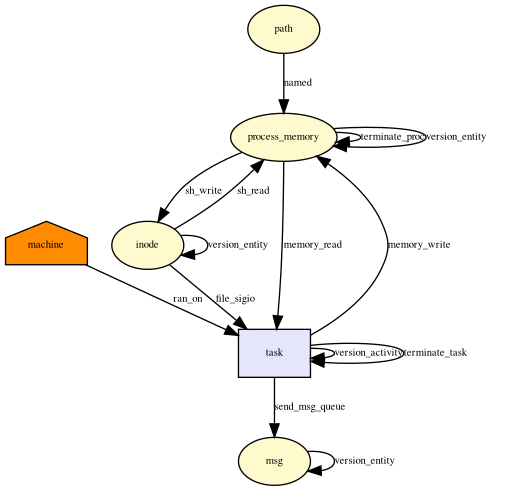 path
named
process_memory
terminate_proc
version_entity
sh_write
sh_read
machine
inode
version_entity
memory_read
memory_write
ran_on
file_sigio
task
version_activity
terminate_task
send_msg_queue
msg
version_entity